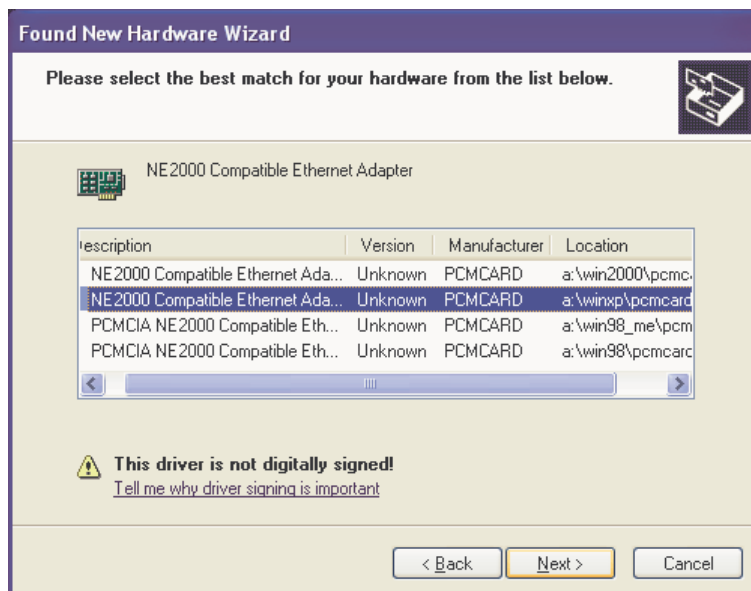 Found New Hardware Wizard
Please select the best match for your hardware from the list below.
NE2000 Compatible Ethernet Adapter
escription Version Manufacturer Location
NE2000 Compatible Ethernet Ada... Unknown PCMCARD a:\win2000\pcmc
NE2000 Compatible Ethernet Ada... Unknown PCMCARD a:\winxp\pcmcard
PCMCIA NE2000 Compatible Eth... Unknown PCMCARD a:\win98_me\pcm
PCMCIA NE2000 Compatible Eth... Unknown PCMCARD a:\win98\pcmcarc
This driver is not digitally signed!
Tell me why driver signing is important
< Back Next > Cancel